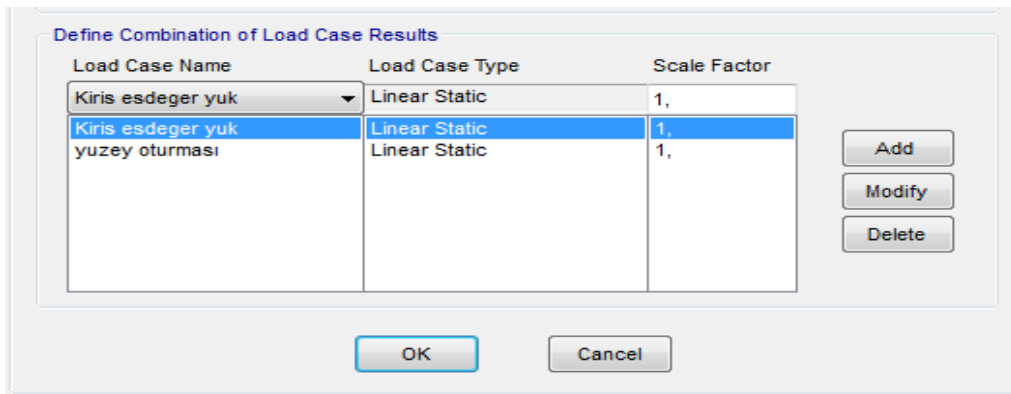 Define Combination of Load Case Results
Load Case Name Load Case Type Scale Factor
Kiris esdeger yuk Linear Static 1,
Kiris esdeger yuk Linear Static 1,
yuzey oturması Linear Static 1,
Add
Modify
Delete
OK Cancel